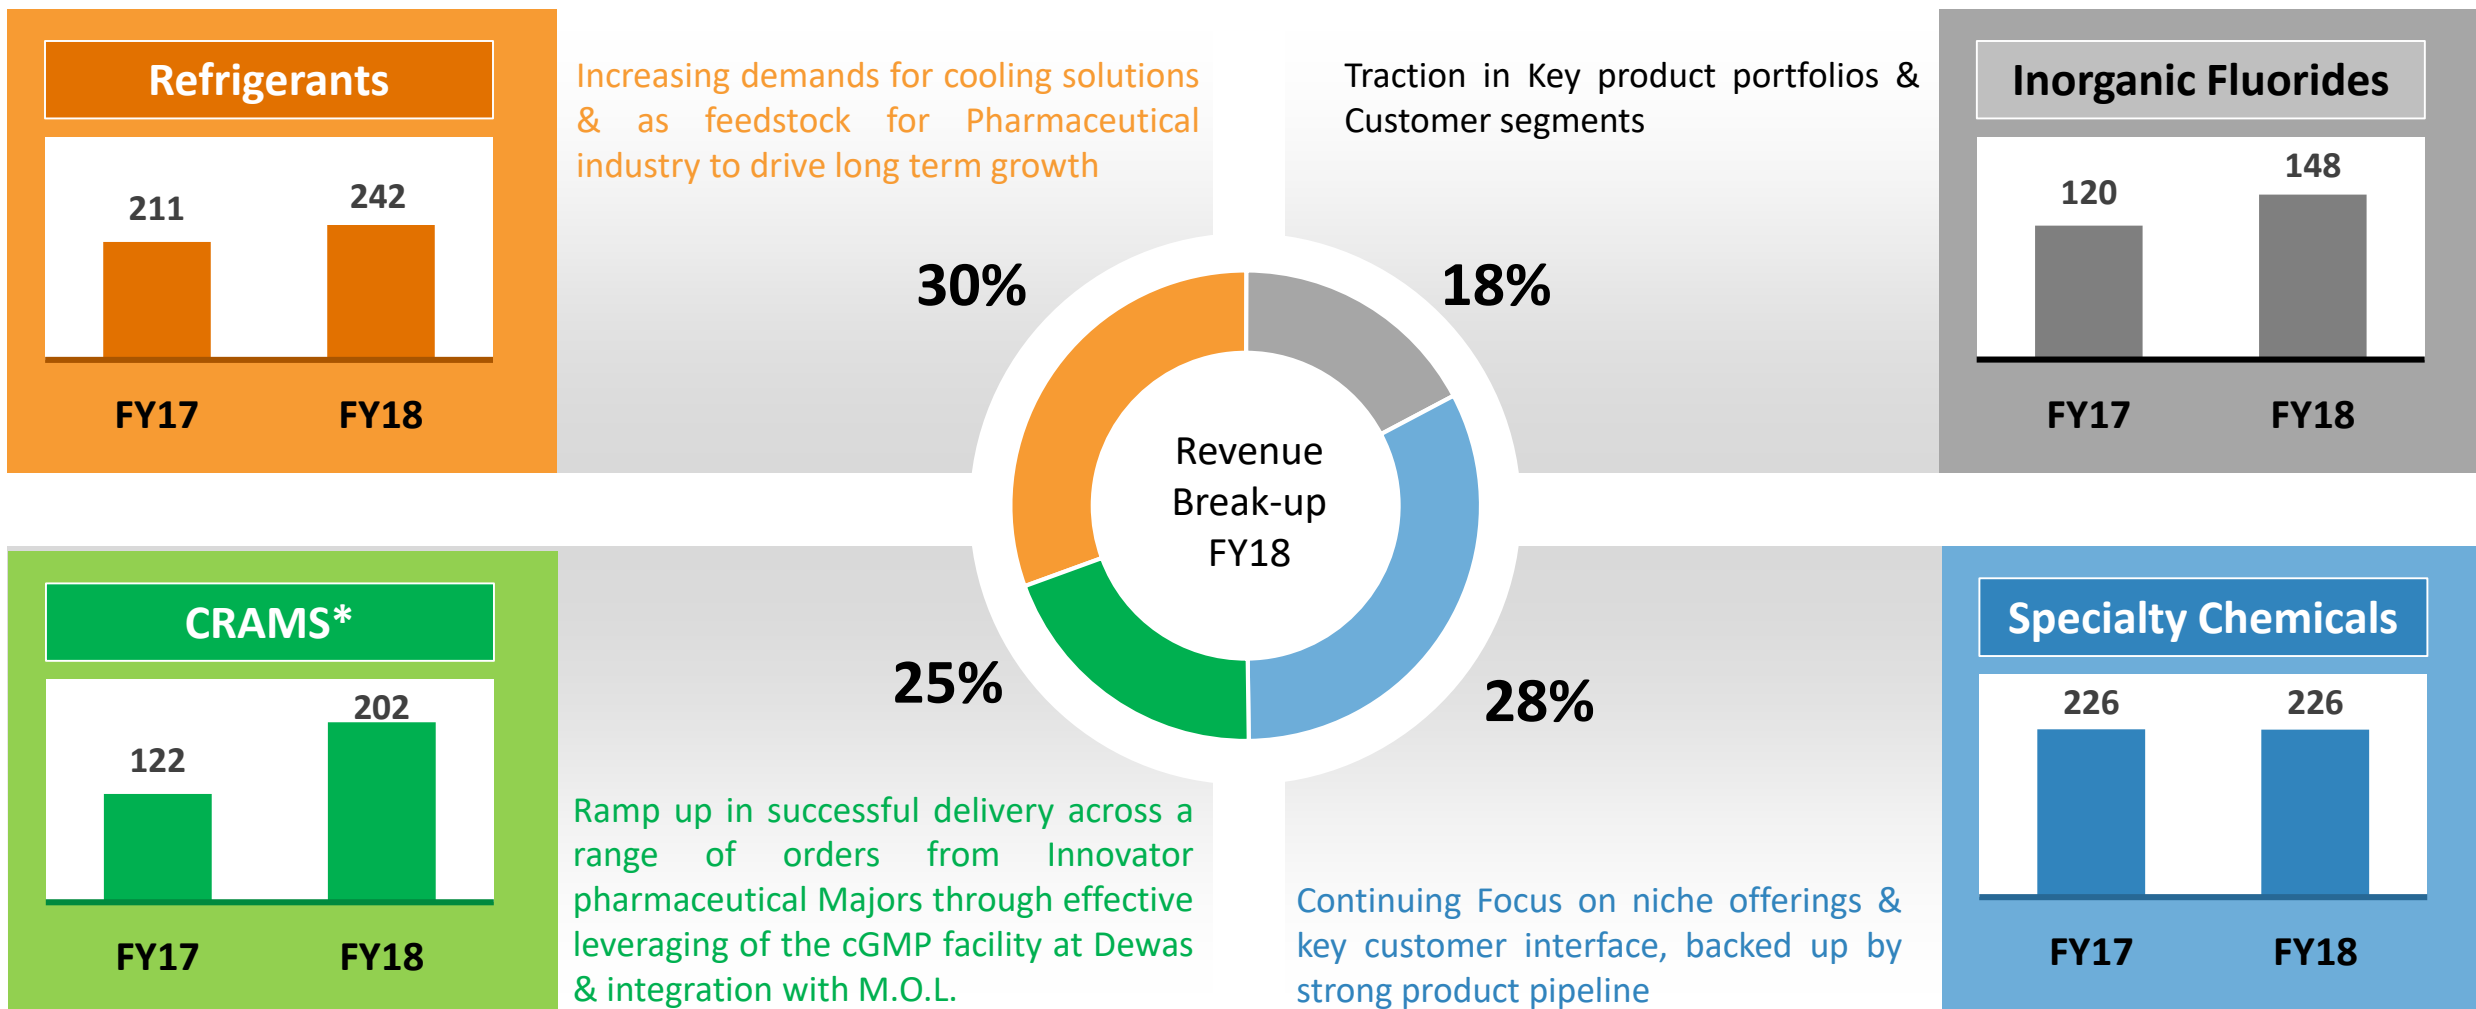 Refrigerants
211
242
FY17
FY18
Increasing demands for cooling solutions
& as feedstock for Pharmaceutical
industry to drive long term growth
30%
Traction in Key product portfolios &
Customer segments
18%
Inorganic Fluorides
120
148
FY17
FY18
Revenue
Break-up
FY18
CRAMS*
122
202
FY17
FY18
25%
Ramp up in successful delivery across a
range of orders from Innovator
pharmaceutical Majors through effective
leveraging of the cGMP facility at Dewas
& integration with M.O.L.
28%
Continuing Focus on niche offerings &
key customer interface, backed up by
strong product pipeline
Specialty Chemicals
226
226
FY17
FY18